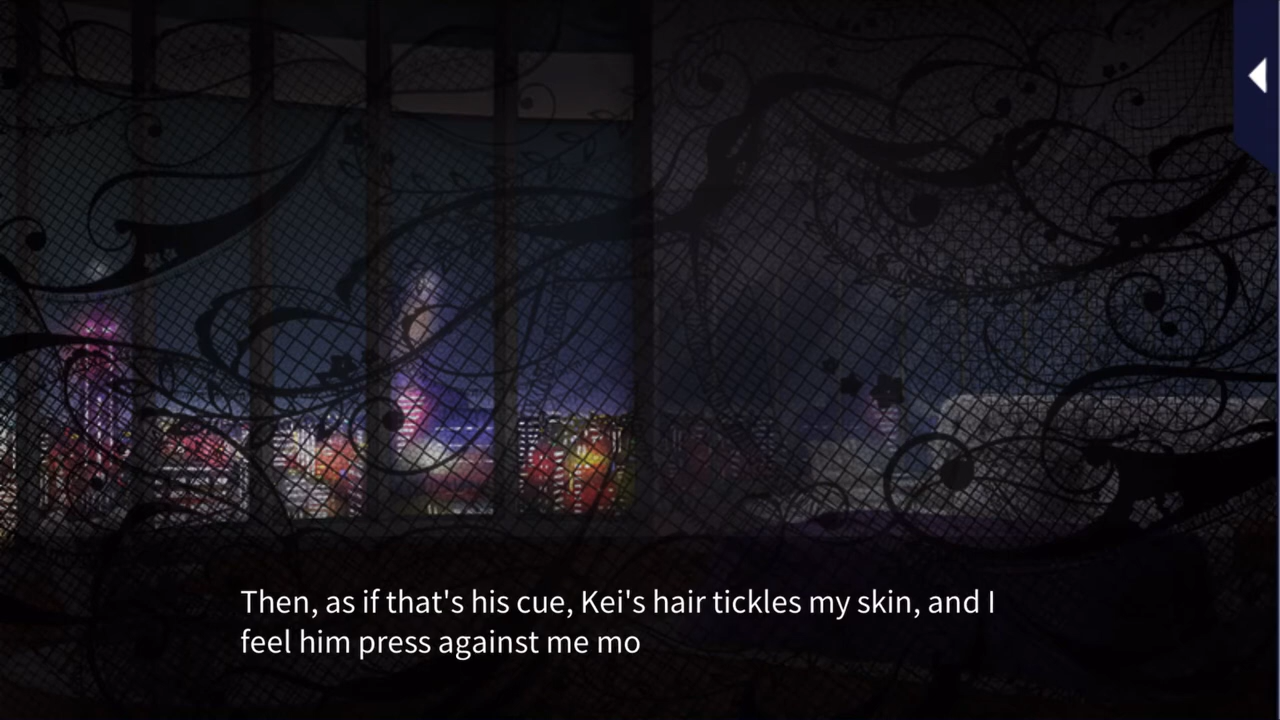 Then, as if that's his cue, Kei's hair tickles my skin, and I
feel him press against me mo